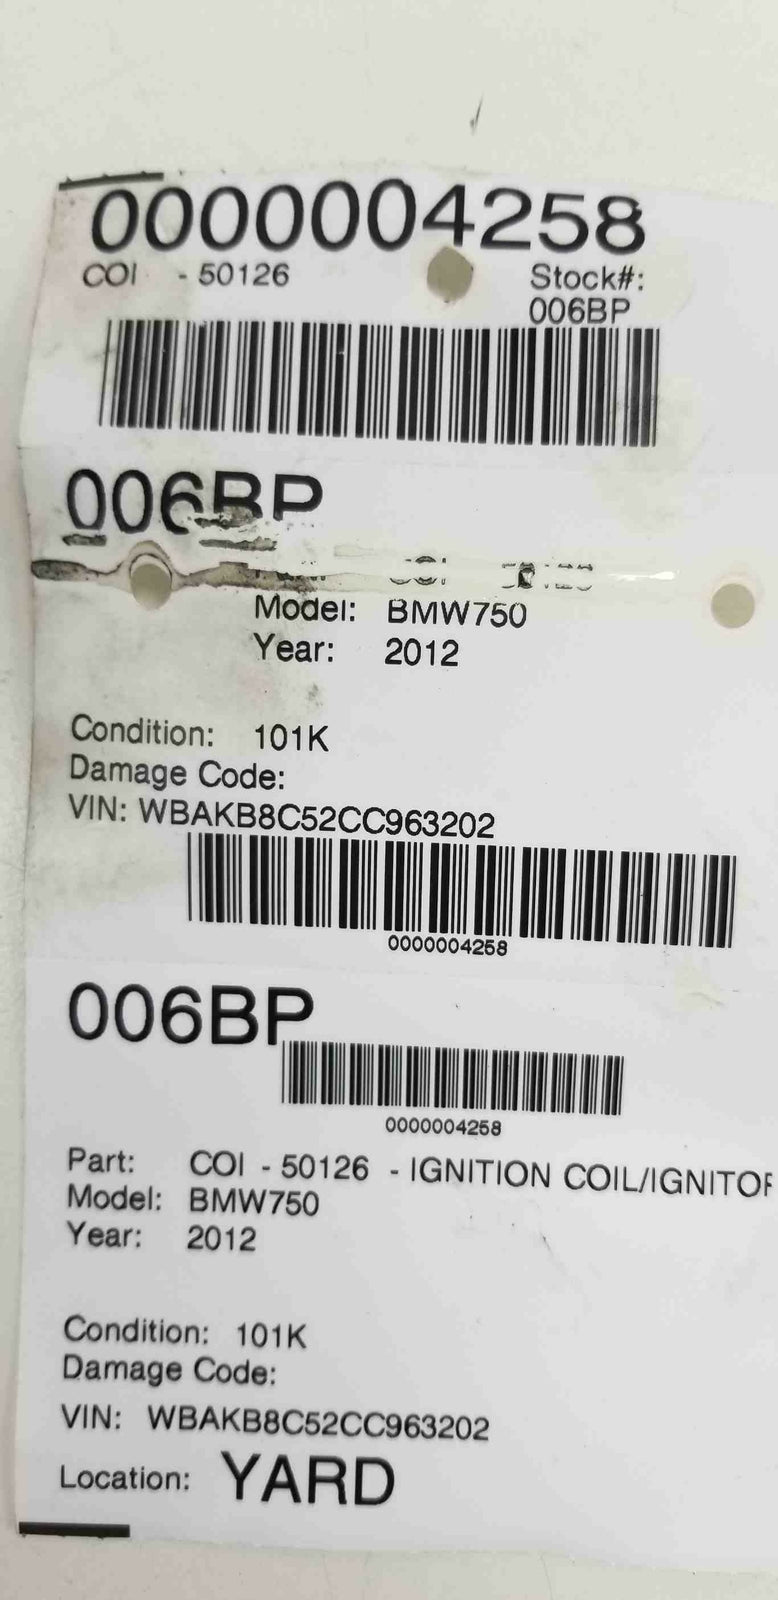 0000004258
COI - 50126 Stock#:
006BP
006BP
Model: BMW750
Year: 2012
Condition: 101K
Damage Code:
VIN: WBAKB8C52CC963202
0000004258
006BP
0000004258
Part: COI - 50126 - IGNITION COIL/IGNITOR
Model: BMW750
Year: 2012
Condition: 101K
Damage Code:
VIN: WBAKB8C52CC963202
Location: YARD